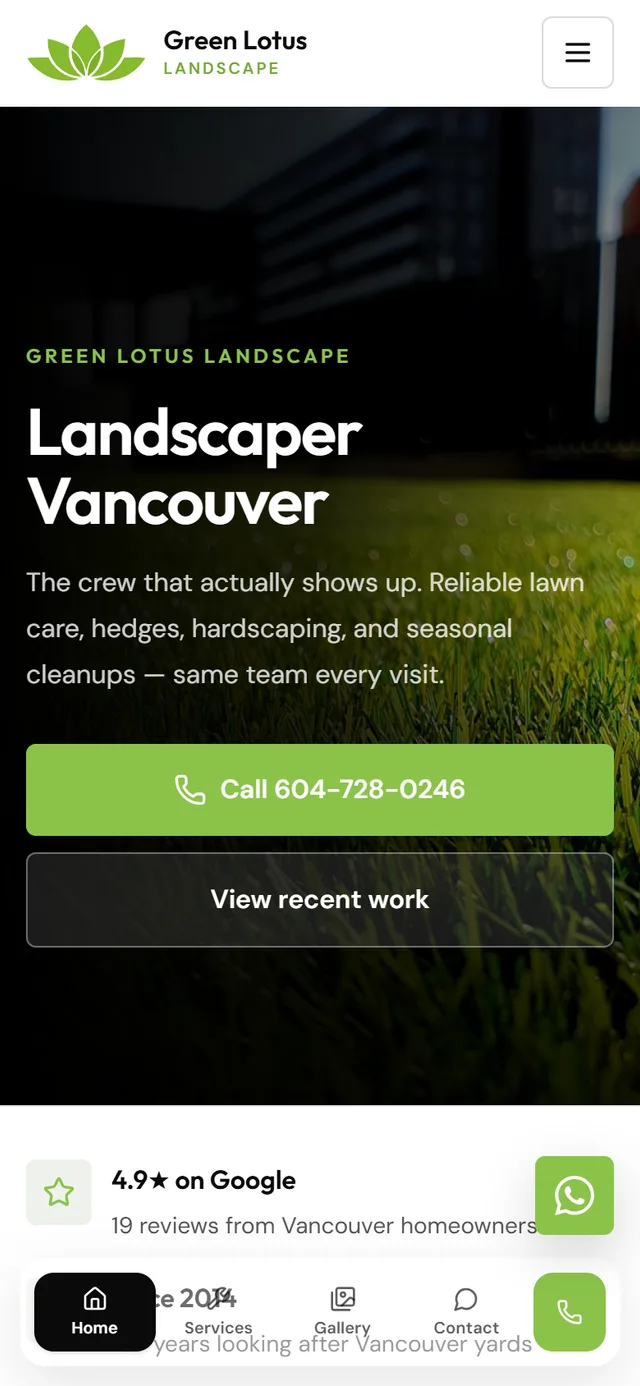 Green Lotus
LANDSCAPE
GREEN LOTUS LANDSCAPE
Landscaper
Vancouver
The crew that actually shows up. Reliable lawn
care, hedges, hardscaping, and seasonal
cleanups — same team every visit.
Call 604-728-0246
View recent work
4.9★ on Google
19 reviews from Vancouver homeowners
ce 2014
years looking after Vancouver yards
Home
Services
Gallery
Contact